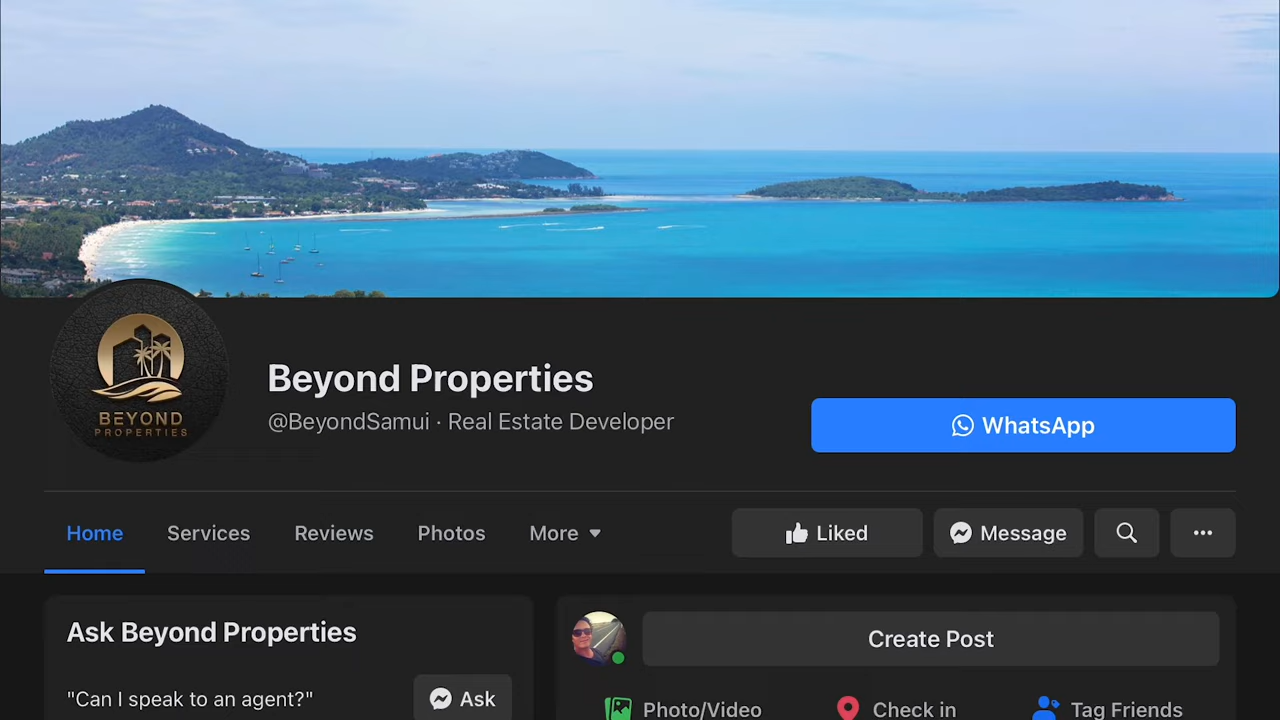 BEYOND
PROPERTIES
Beyond Properties
@BeyondSamui · Real Estate Developer
WhatsApp
Home Services Reviews Photos More
Liked Message
Ask Beyond Properties
"Can I speak to an agent?" Ask
Create Post
Photo/Video Check in Tag Friends